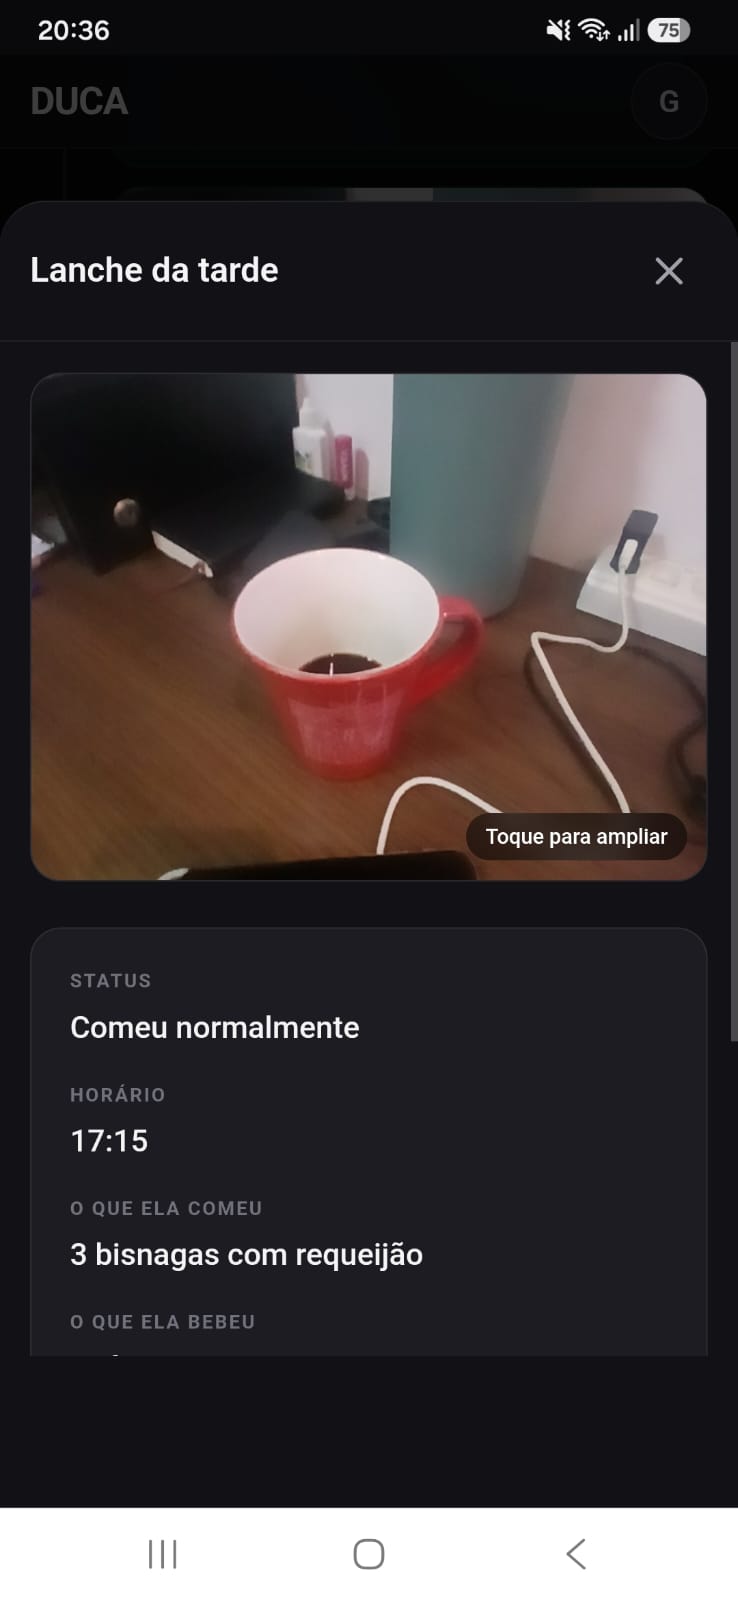 20:36
75
DUCA
G
Lanche da tarde
Toque para ampliar
STATUS
Comeu normalmente
HORÁRIO
17:15
O QUE ELA COMEU
3 bisnagas com requeijão
O QUE ELA BEBEU